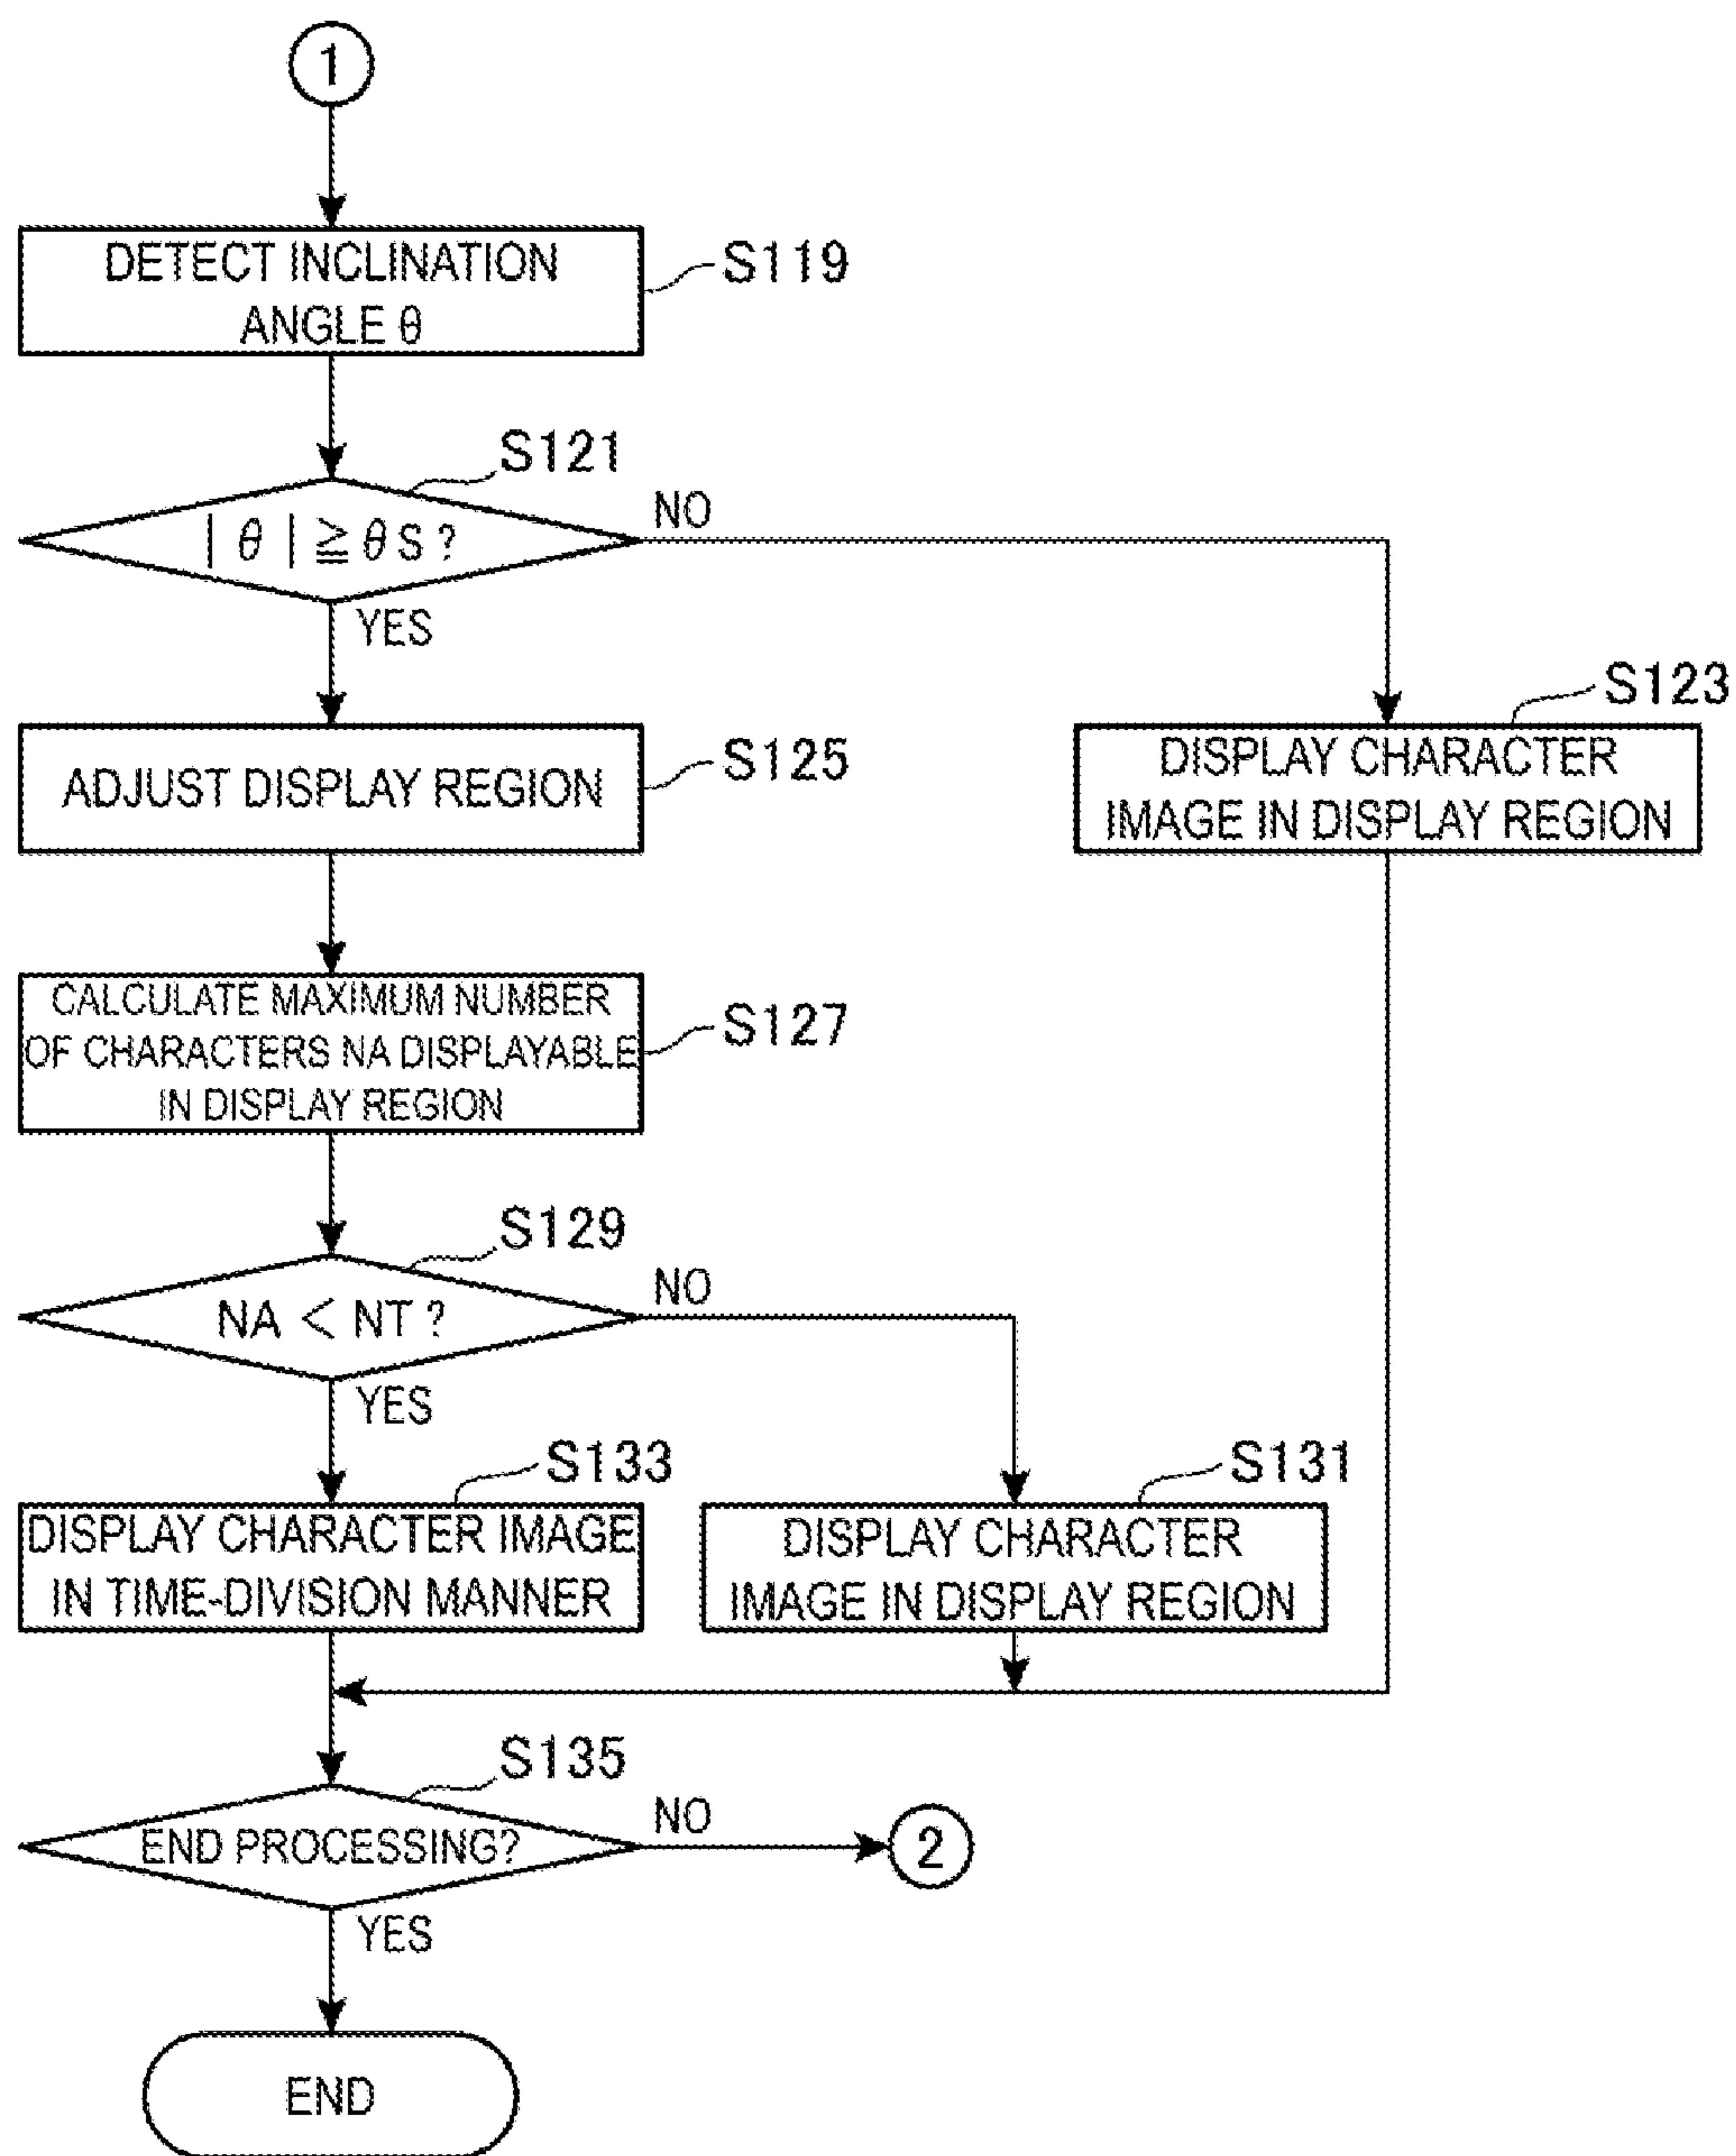 1
DETECT INCLINATION
ANGLE θ
S119
S121
| θ | ≧ θ S ?
NO
YES
S123
DISPLAY CHARACTER
IMAGE IN DISPLAY REGION
ADJUST DISPLAY REGION
S125
CALCULATE MAXIMUM NUMBER
OF CHARACTERS NA DISPLAYABLE
IN DISPLAY REGION
S127
S129
NA < NT ?
NO
YES
S133
DISPLAY CHARACTER IMAGE
IN TIME-DIVISION MANNER
S131
DISPLAY CHARACTER
IMAGE IN DISPLAY REGION
S135
END PROCESSING?
NO
2
YES
END